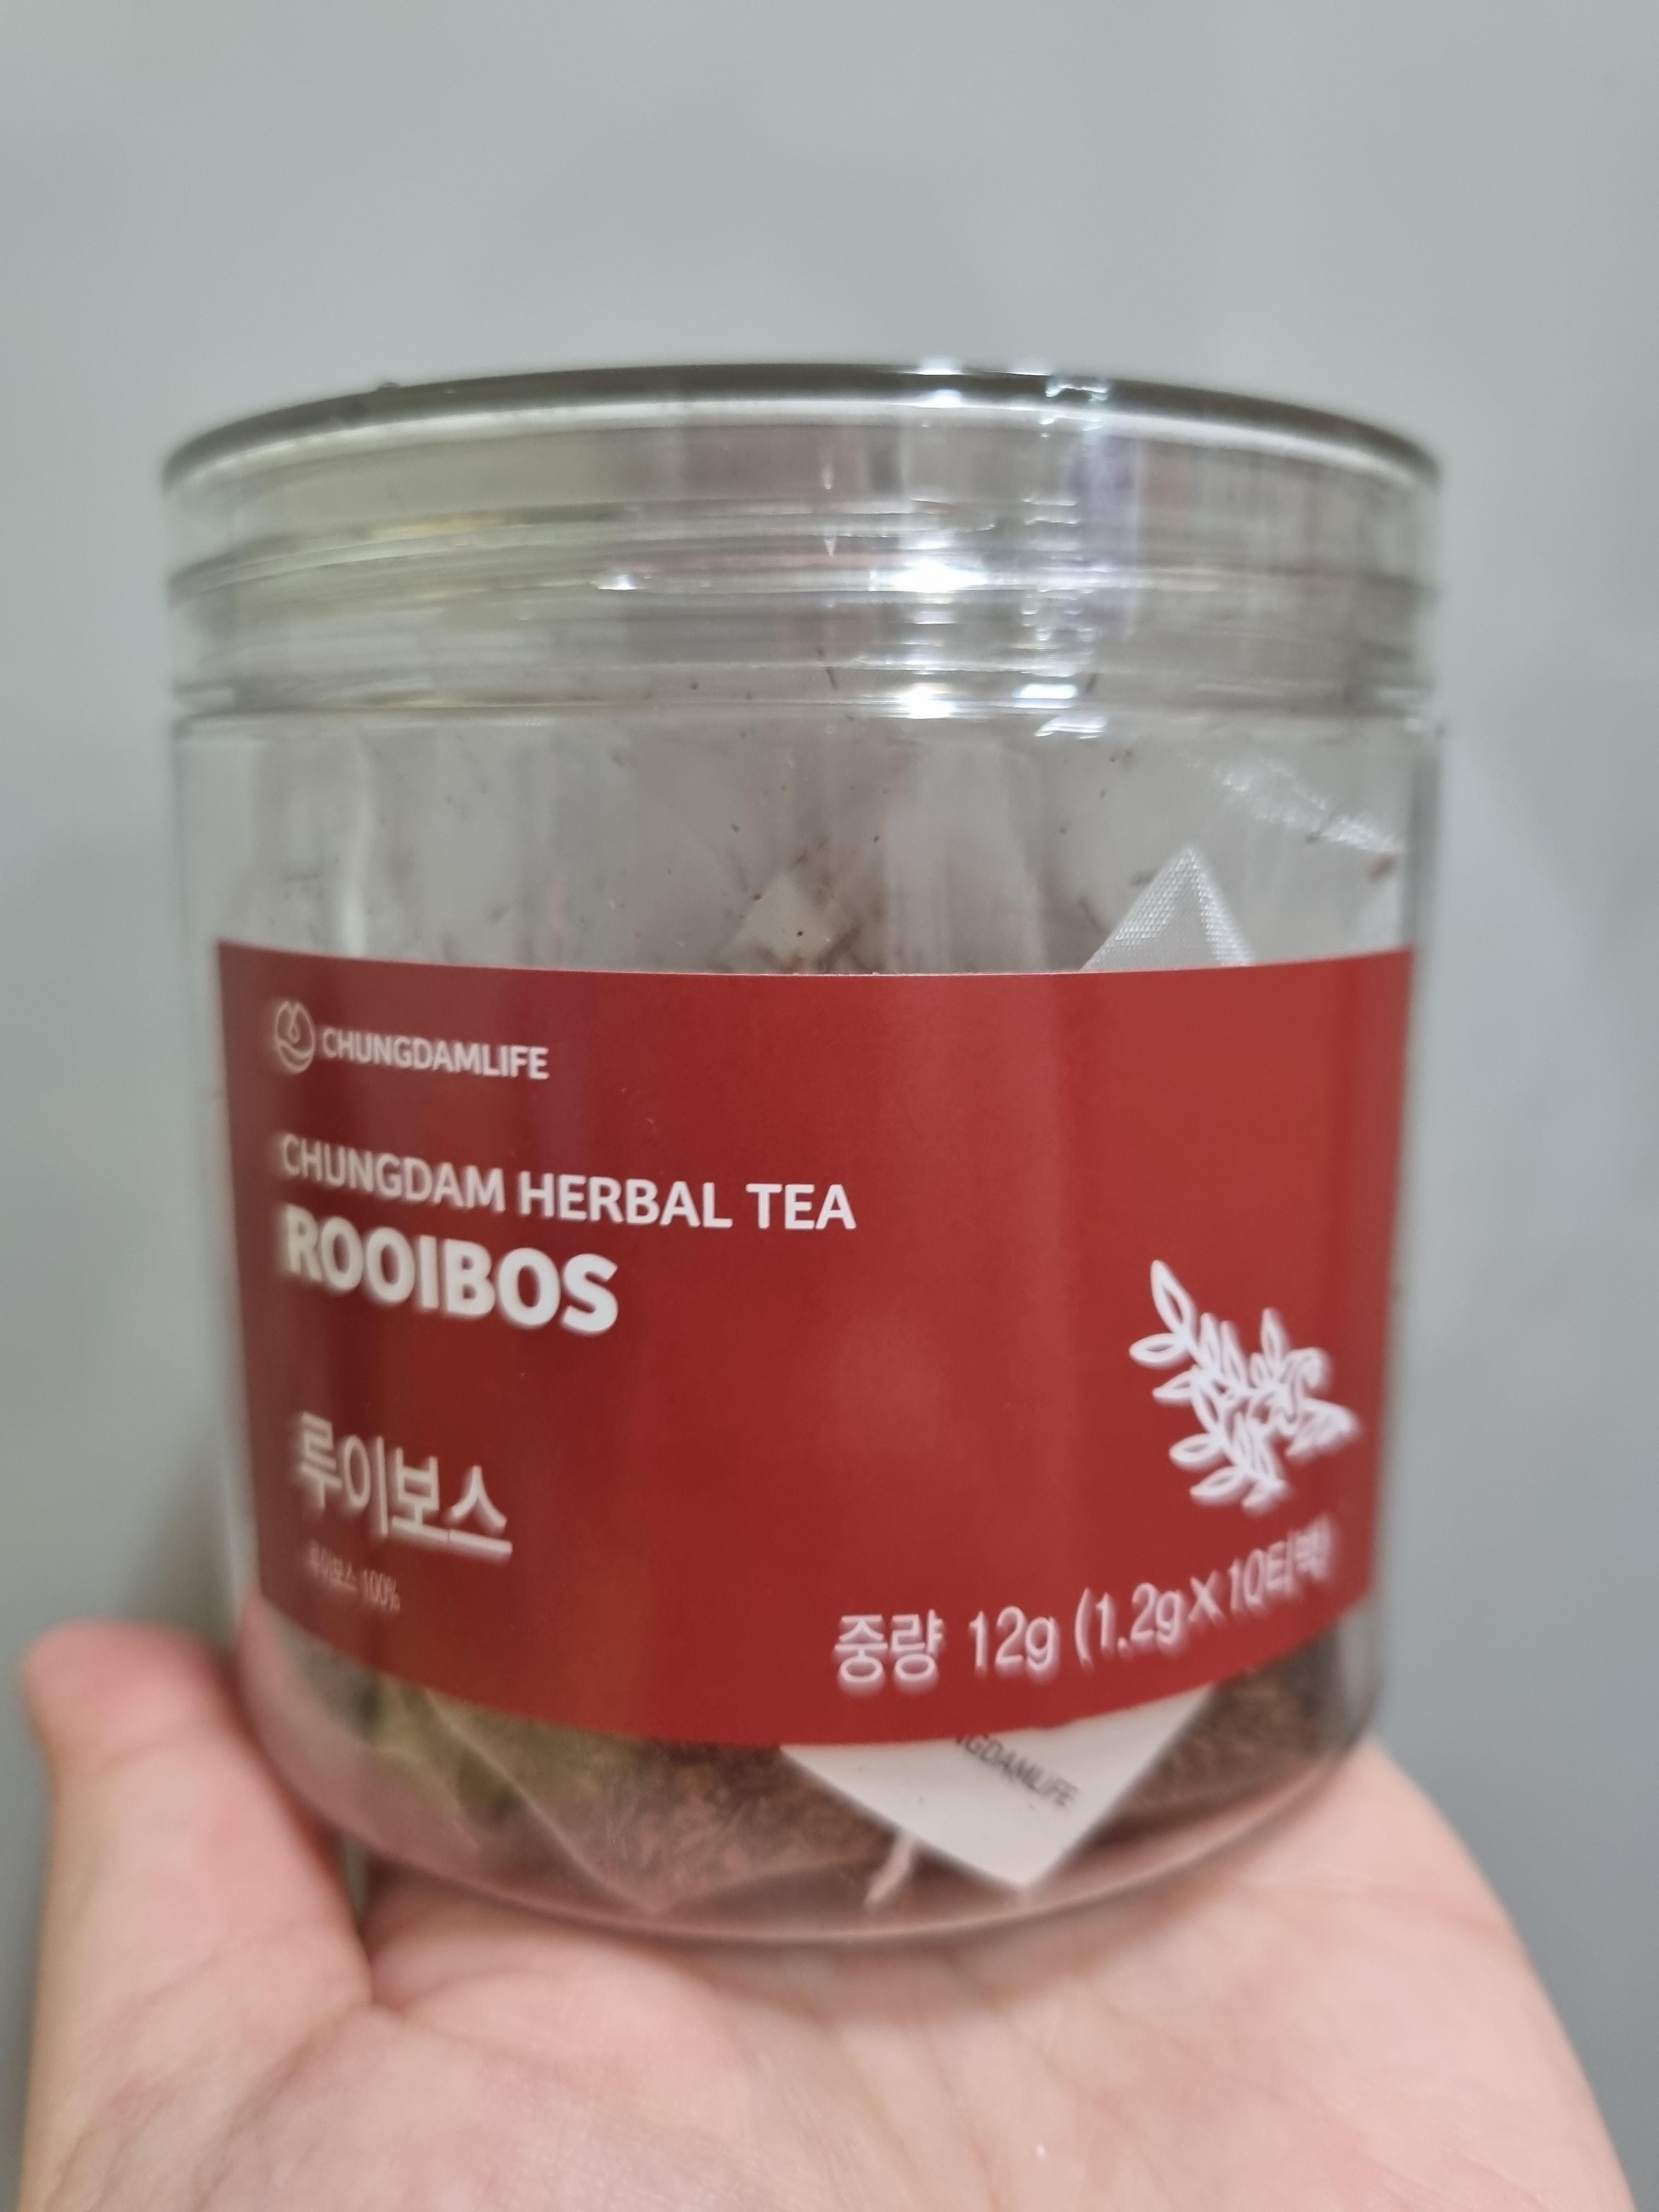 CHUNGDAMLIFE
CHUNGDAM HERBAL TEA
ROOIBOS
루이보스
루이보스 100%
중량 12g (1.2g X 10티백)
NGDAMLIFE